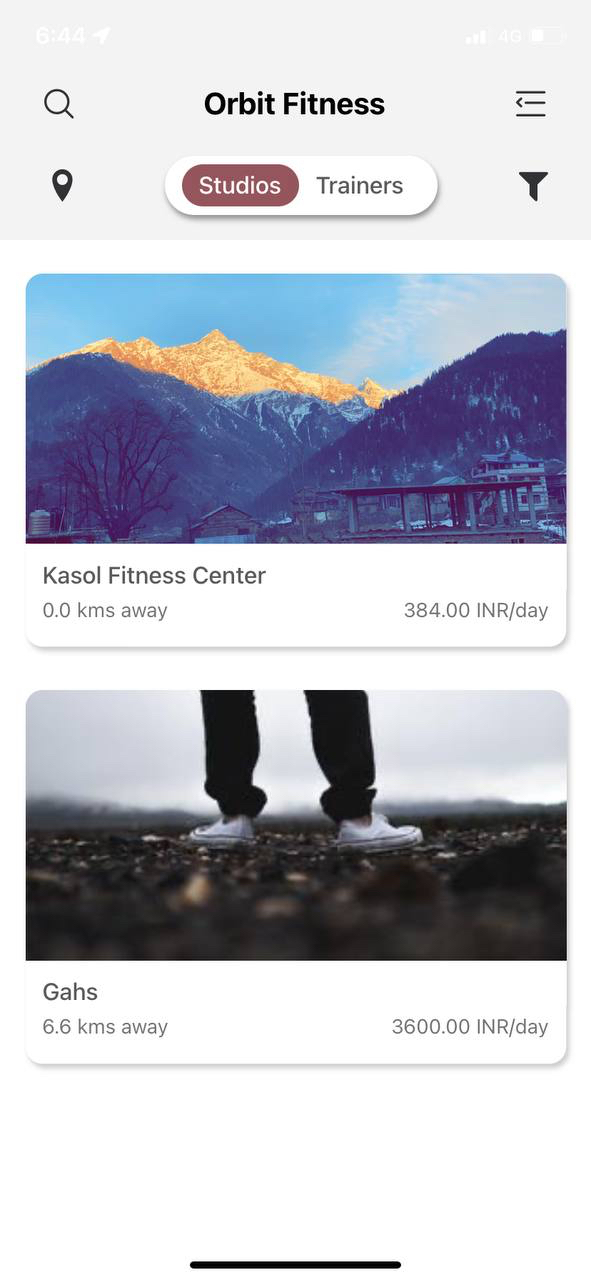 6:44
4G
Orbit Fitness
Studios Trainers
Kasol Fitness Center
0.0 kms away 384.00 INR/day
Gahs
6.6 kms away 3600.00 INR/day